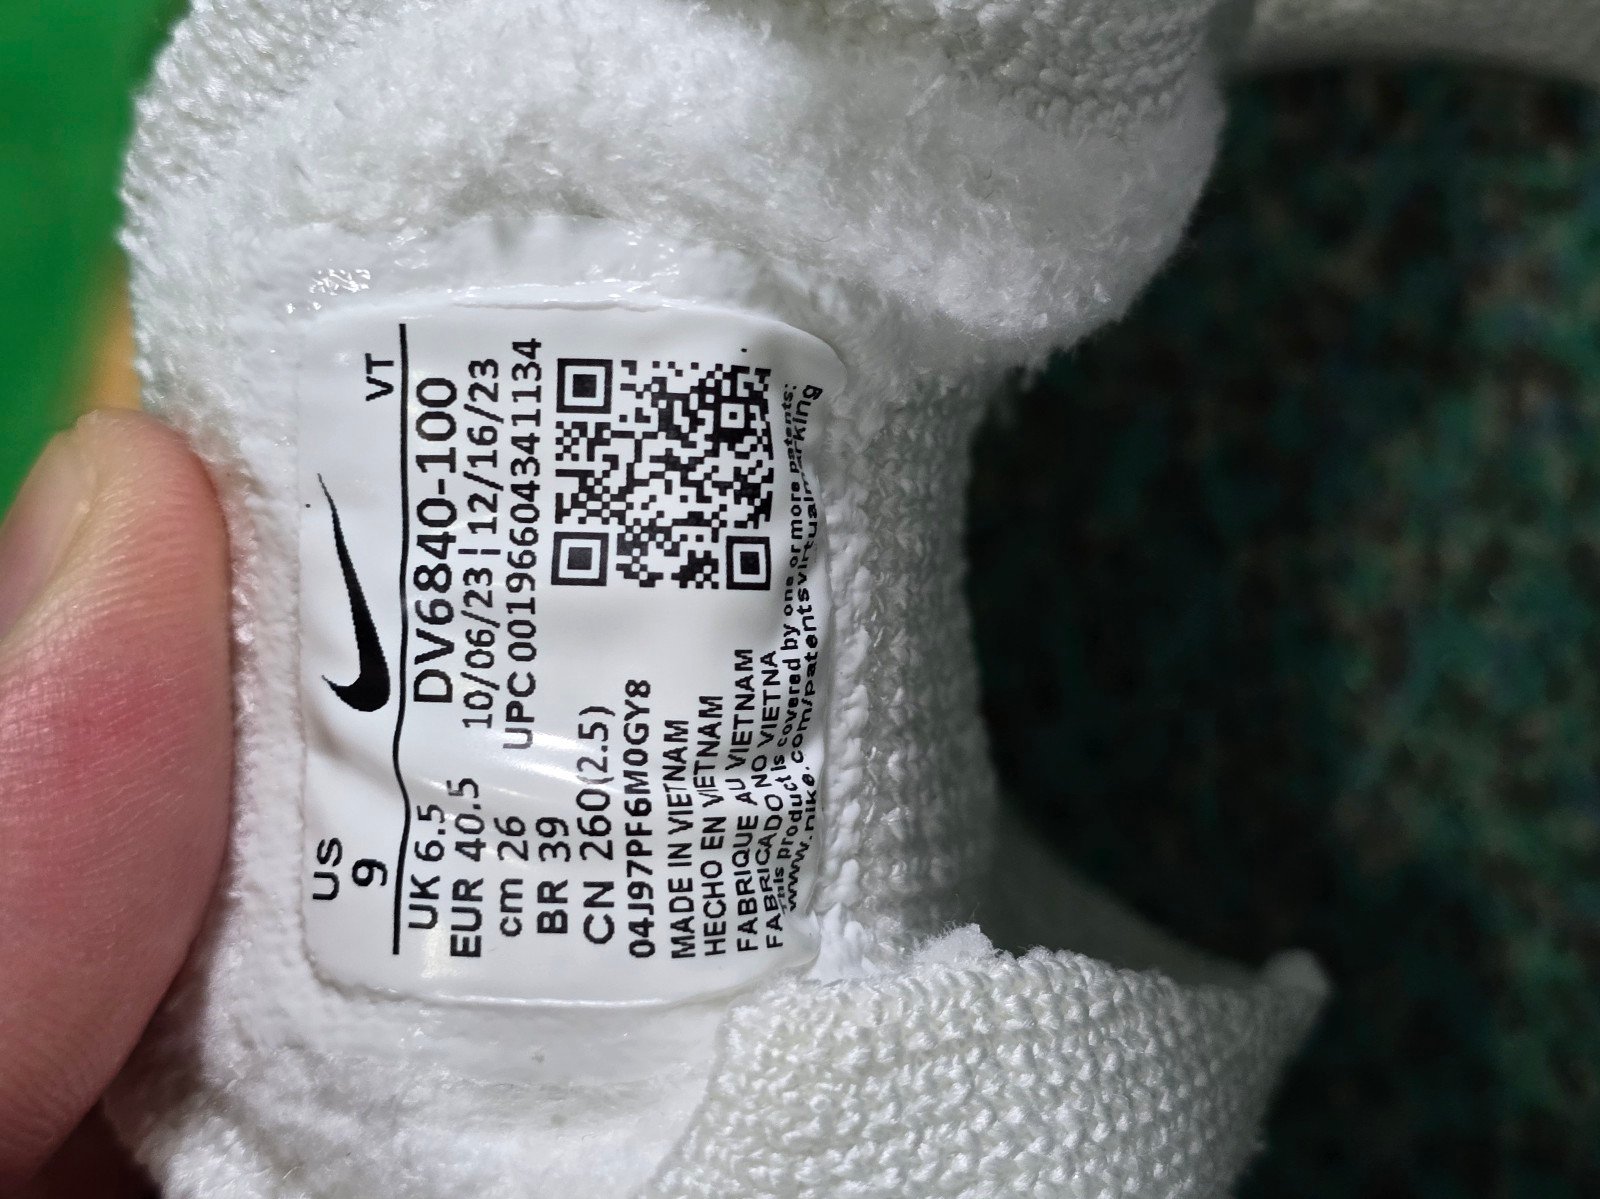 US
9
VT
UK 6.5
EUR 40.5
cm 26
BR 39
CN 260(2.5)
DV6840-100
10/06/23 | 12/16/23
UPC 00196604341134
04J97PF6M0GY8
MADE IN VIETNAM
HECHO EN VIETNAM
FABRIQUE AU VIETNAM
FABRICADO NO VIETNA
This product is covered by one or more patents:
www.nike.com/patentsvirtualmarking